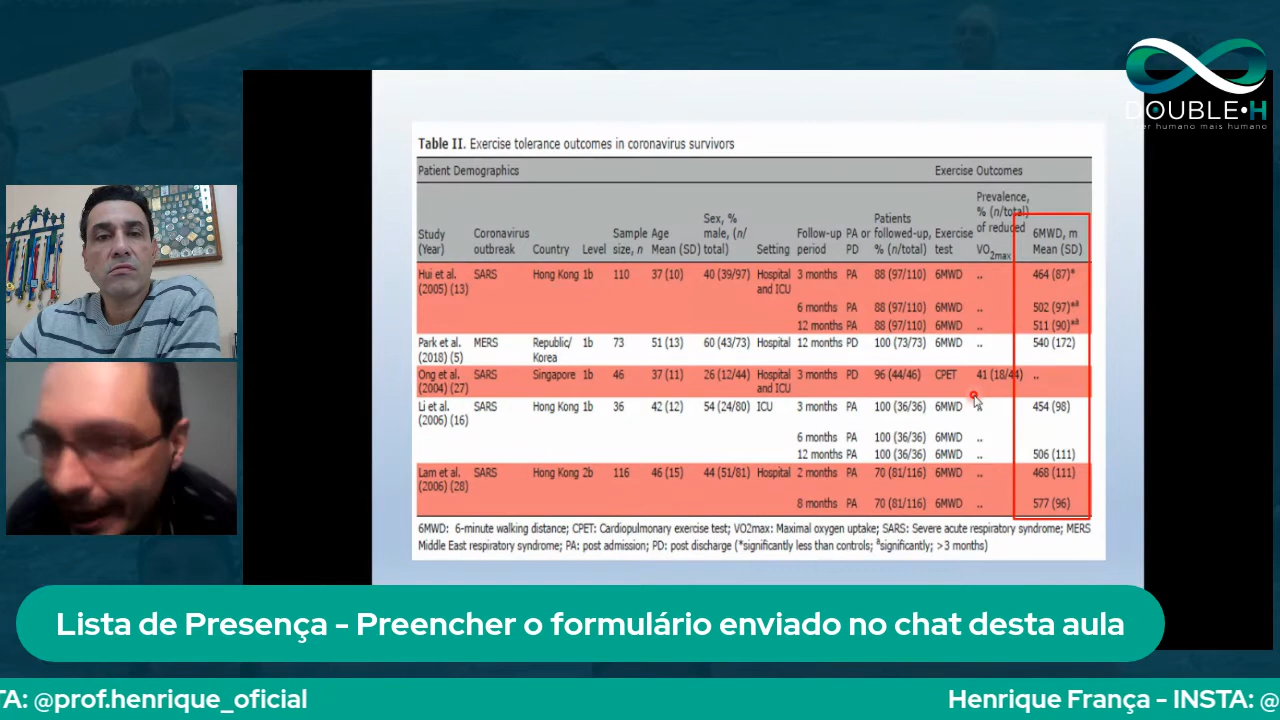 DOUBLE•H
er humano mais humano
Table II. Exercise tolerance outcomes in coronavirus survivors
Patient Demographics Exercise Outcomes
Study (Year) Coronavirus outbreak Country Level Sample size, n Age Mean (SD) Sex, % male, (n/ total) Setting Follow-up period PA or PD Patients followed-up, % (n/total) Exercise test Prevalence, % (n/total) of reduced VO2max 6MWD, m Mean (SD)
Hui et al. (2005) (13) SARS Hong Kong 1b 110 37 (10) 40 (39/97) Hospital and ICU 3 months PA 88 (97/110) 6MWD .. 464 (87)*
6 months PA 88 (97/110) 6MWD .. 502 (97)*ª
12 months PA 88 (97/110) 6MWD .. 511 (90)*ª
Park et al. (2018) (5) MERS Republic/ Korea 1b 73 51 (13) 60 (43/73) Hospital 12 months PD 100 (73/73) 6MWD .. 540 (172)
Ong et al. (2004) (27) SARS Singapore 1b 46 37 (11) 26 (12/44) Hospital and ICU 3 months PD 96 (44/46) CPET 41 (18/44) ..
Li et al. (2006) (16) SARS Hong Kong 1b 36 42 (12) 54 (24/80) ICU 3 months PA 100 (36/36) 6MWD 454 (98)
6 months PA 100 (36/36) 6MWD ..
12 months PA 100 (36/36) 6MWD .. 506 (111)
Lam et al. (2006) (28) SARS Hong Kong 2b 116 46 (15) 44 (51/81) Hospital 2 months PA 70 (81/116) 6MWD .. 468 (111)
8 months PA 70 (81/116) 6MWD .. 577 (96)
6MWD: 6-minute walking distance; CPET: Cardiopulmonary exercise test; VO2max: Maximal oxygen uptake; SARS: Severe acute respiratory syndrome; MERS
Middle East respiratory syndrome; PA: post admission; PD: post discharge (*significantly less than controls; ªsignificantly; >3 months)
Lista de Presença - Preencher o formulário enviado no chat desta aula
TA: @prof.henrique_oficial Henrique França - INSTA: @